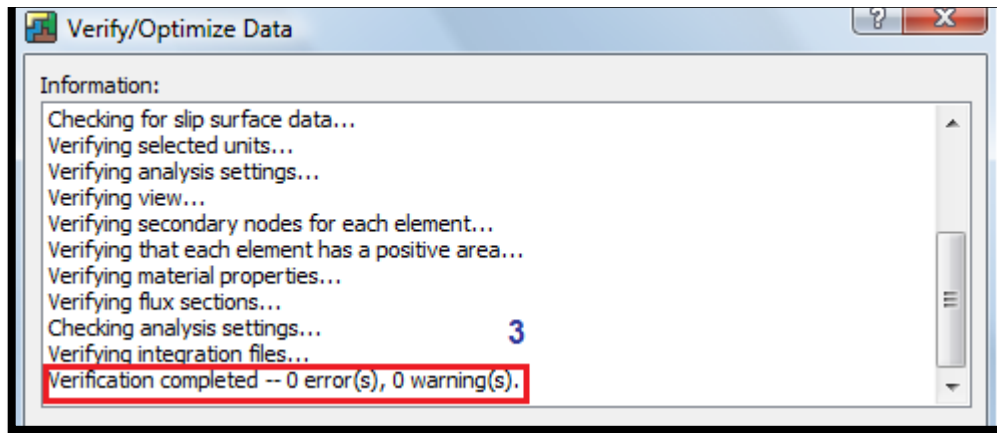 Verify/Optimize Data
?
Information:
Checking for slip surface data...
Verifying selected units...
Verifying analysis settings...
Verifying view...
Verifying secondary nodes for each element...
Verifying that each element has a positive area...
Verifying material properties...
Verifying flux sections...
Checking analysis settings...
3
Verifying integration files...
Verification completed -- 0 error(s), 0 warning(s).